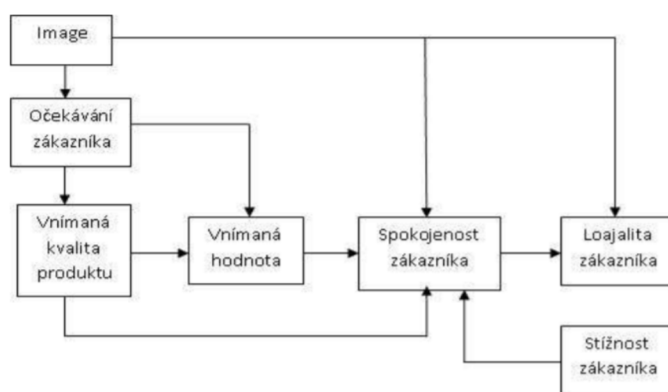 Image
Očekávání
zákazníka
Vnímaná
kvalita
produktu
Vnímaná
hodnota
Spokojenost
zákazníka
Loajalita
zákazníka
Stížnost
zákazníka